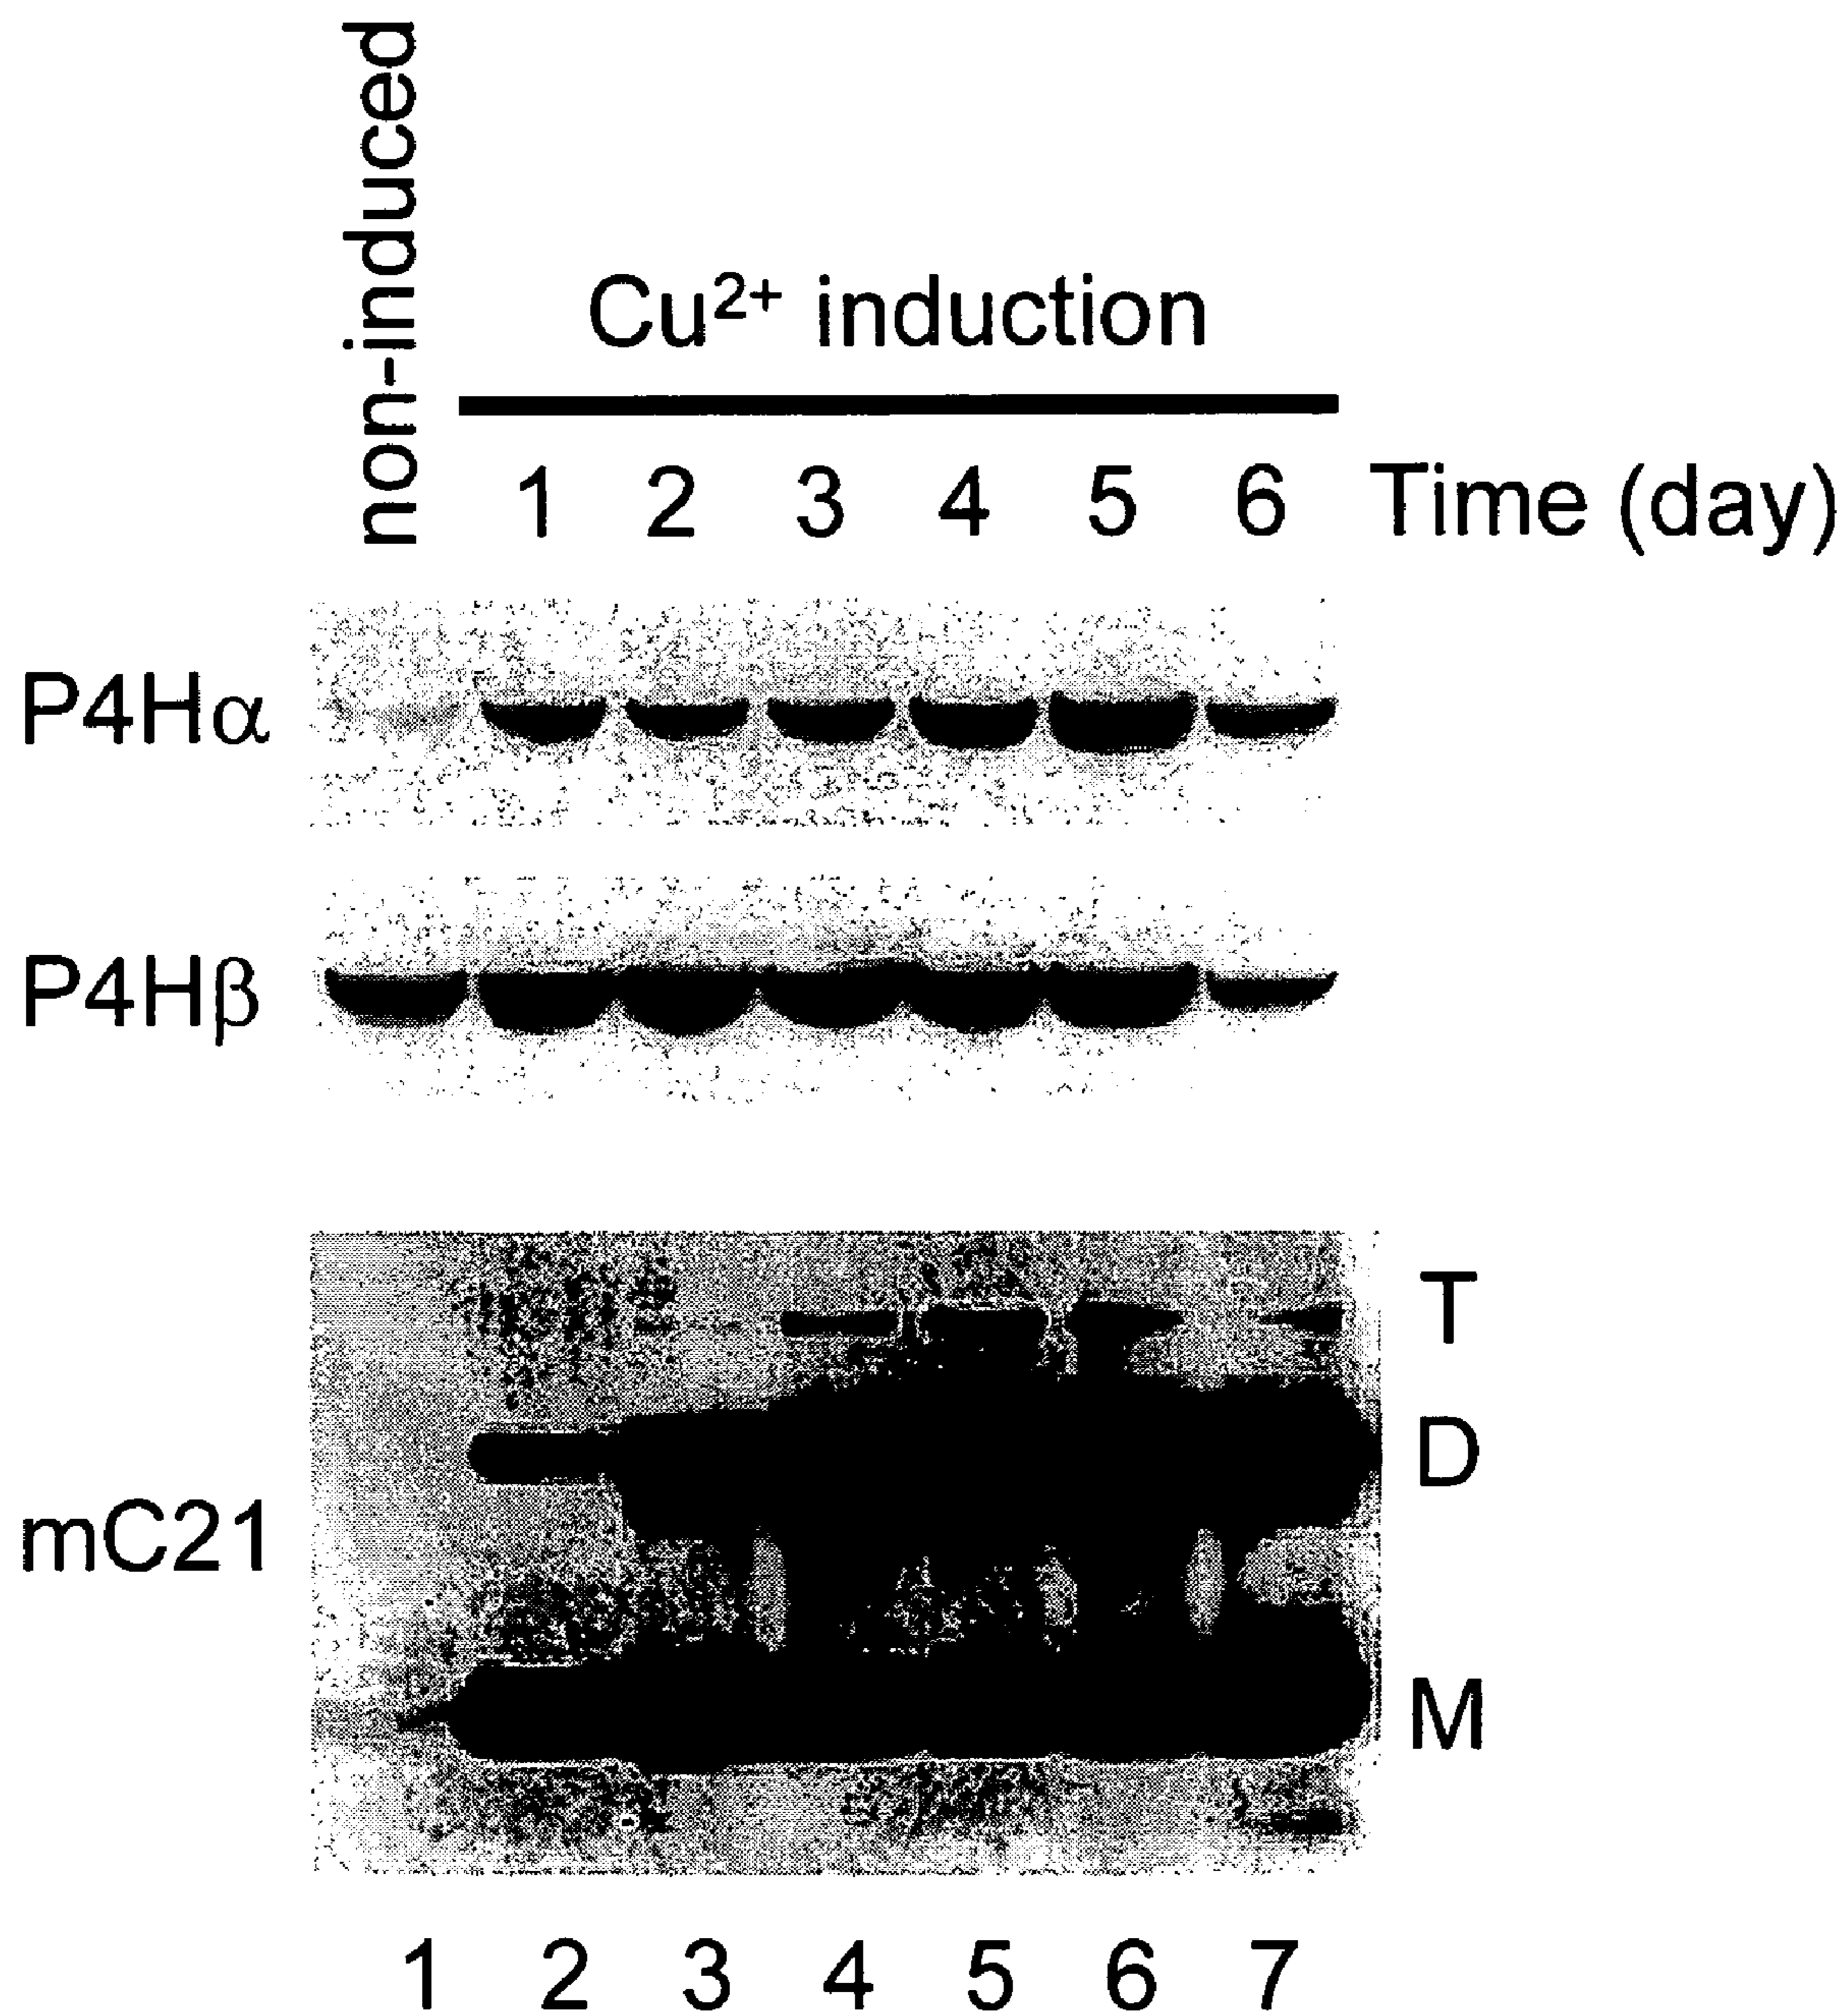 non-induced
Cu²⁺ induction
1 2 3 4 5 6 Time (day)
P4Hα
P4Hβ
T
D
mC21
M
1 2 3 4 5 6 7